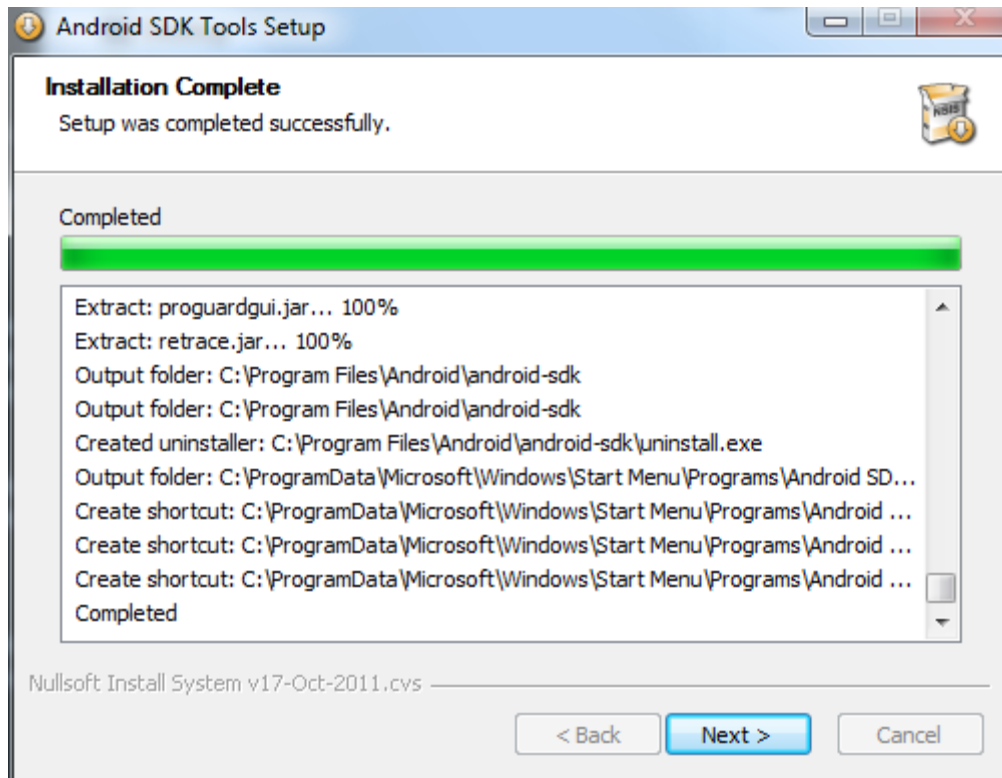 Android SDK Tools Setup
Installation Complete
Setup was completed successfully.
NSIS
Completed
Extract: proguardgui.jar... 100%
Extract: retrace.jar... 100%
Output folder: C:\Program Files\Android\android-sdk
Output folder: C:\Program Files\Android\android-sdk
Created uninstaller: C:\Program Files\Android\android-sdk\uninstall.exe
Output folder: C:\ProgramData\Microsoft\Windows\Start Menu\Programs\Android SD...
Create shortcut: C:\ProgramData\Microsoft\Windows\Start Menu\Programs\Android ...
Create shortcut: C:\ProgramData\Microsoft\Windows\Start Menu\Programs\Android ...
Create shortcut: C:\ProgramData\Microsoft\Windows\Start Menu\Programs\Android ...
Completed
Nullsoft Install System v17-Oct-2011.cvs
< Back Next > Cancel